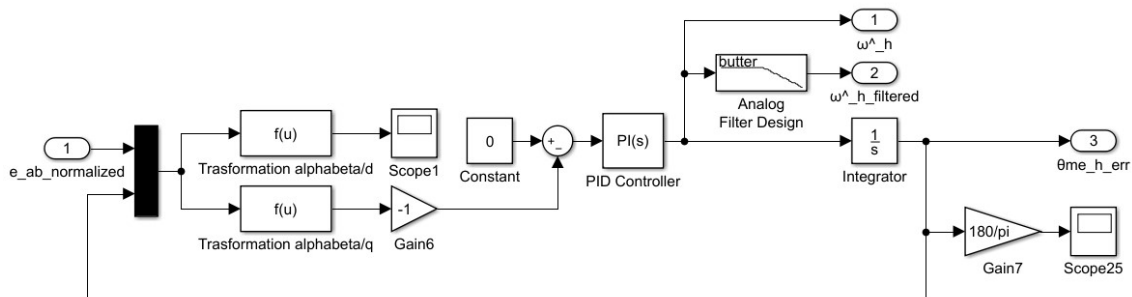 1
ω^_h
butter
2
ω^_h_filtered
Analog
Filter Design
1
e_ab_normalized
f(u)
Trasformation alphabeta/d
Scope1
f(u)
Trasformation alphabeta/q
-1
Gain6
0
Constant
+
_
PI(s)
PID Controller
1
s
Integrator
3
θme_h_err
180/pi
Gain7
Scope25